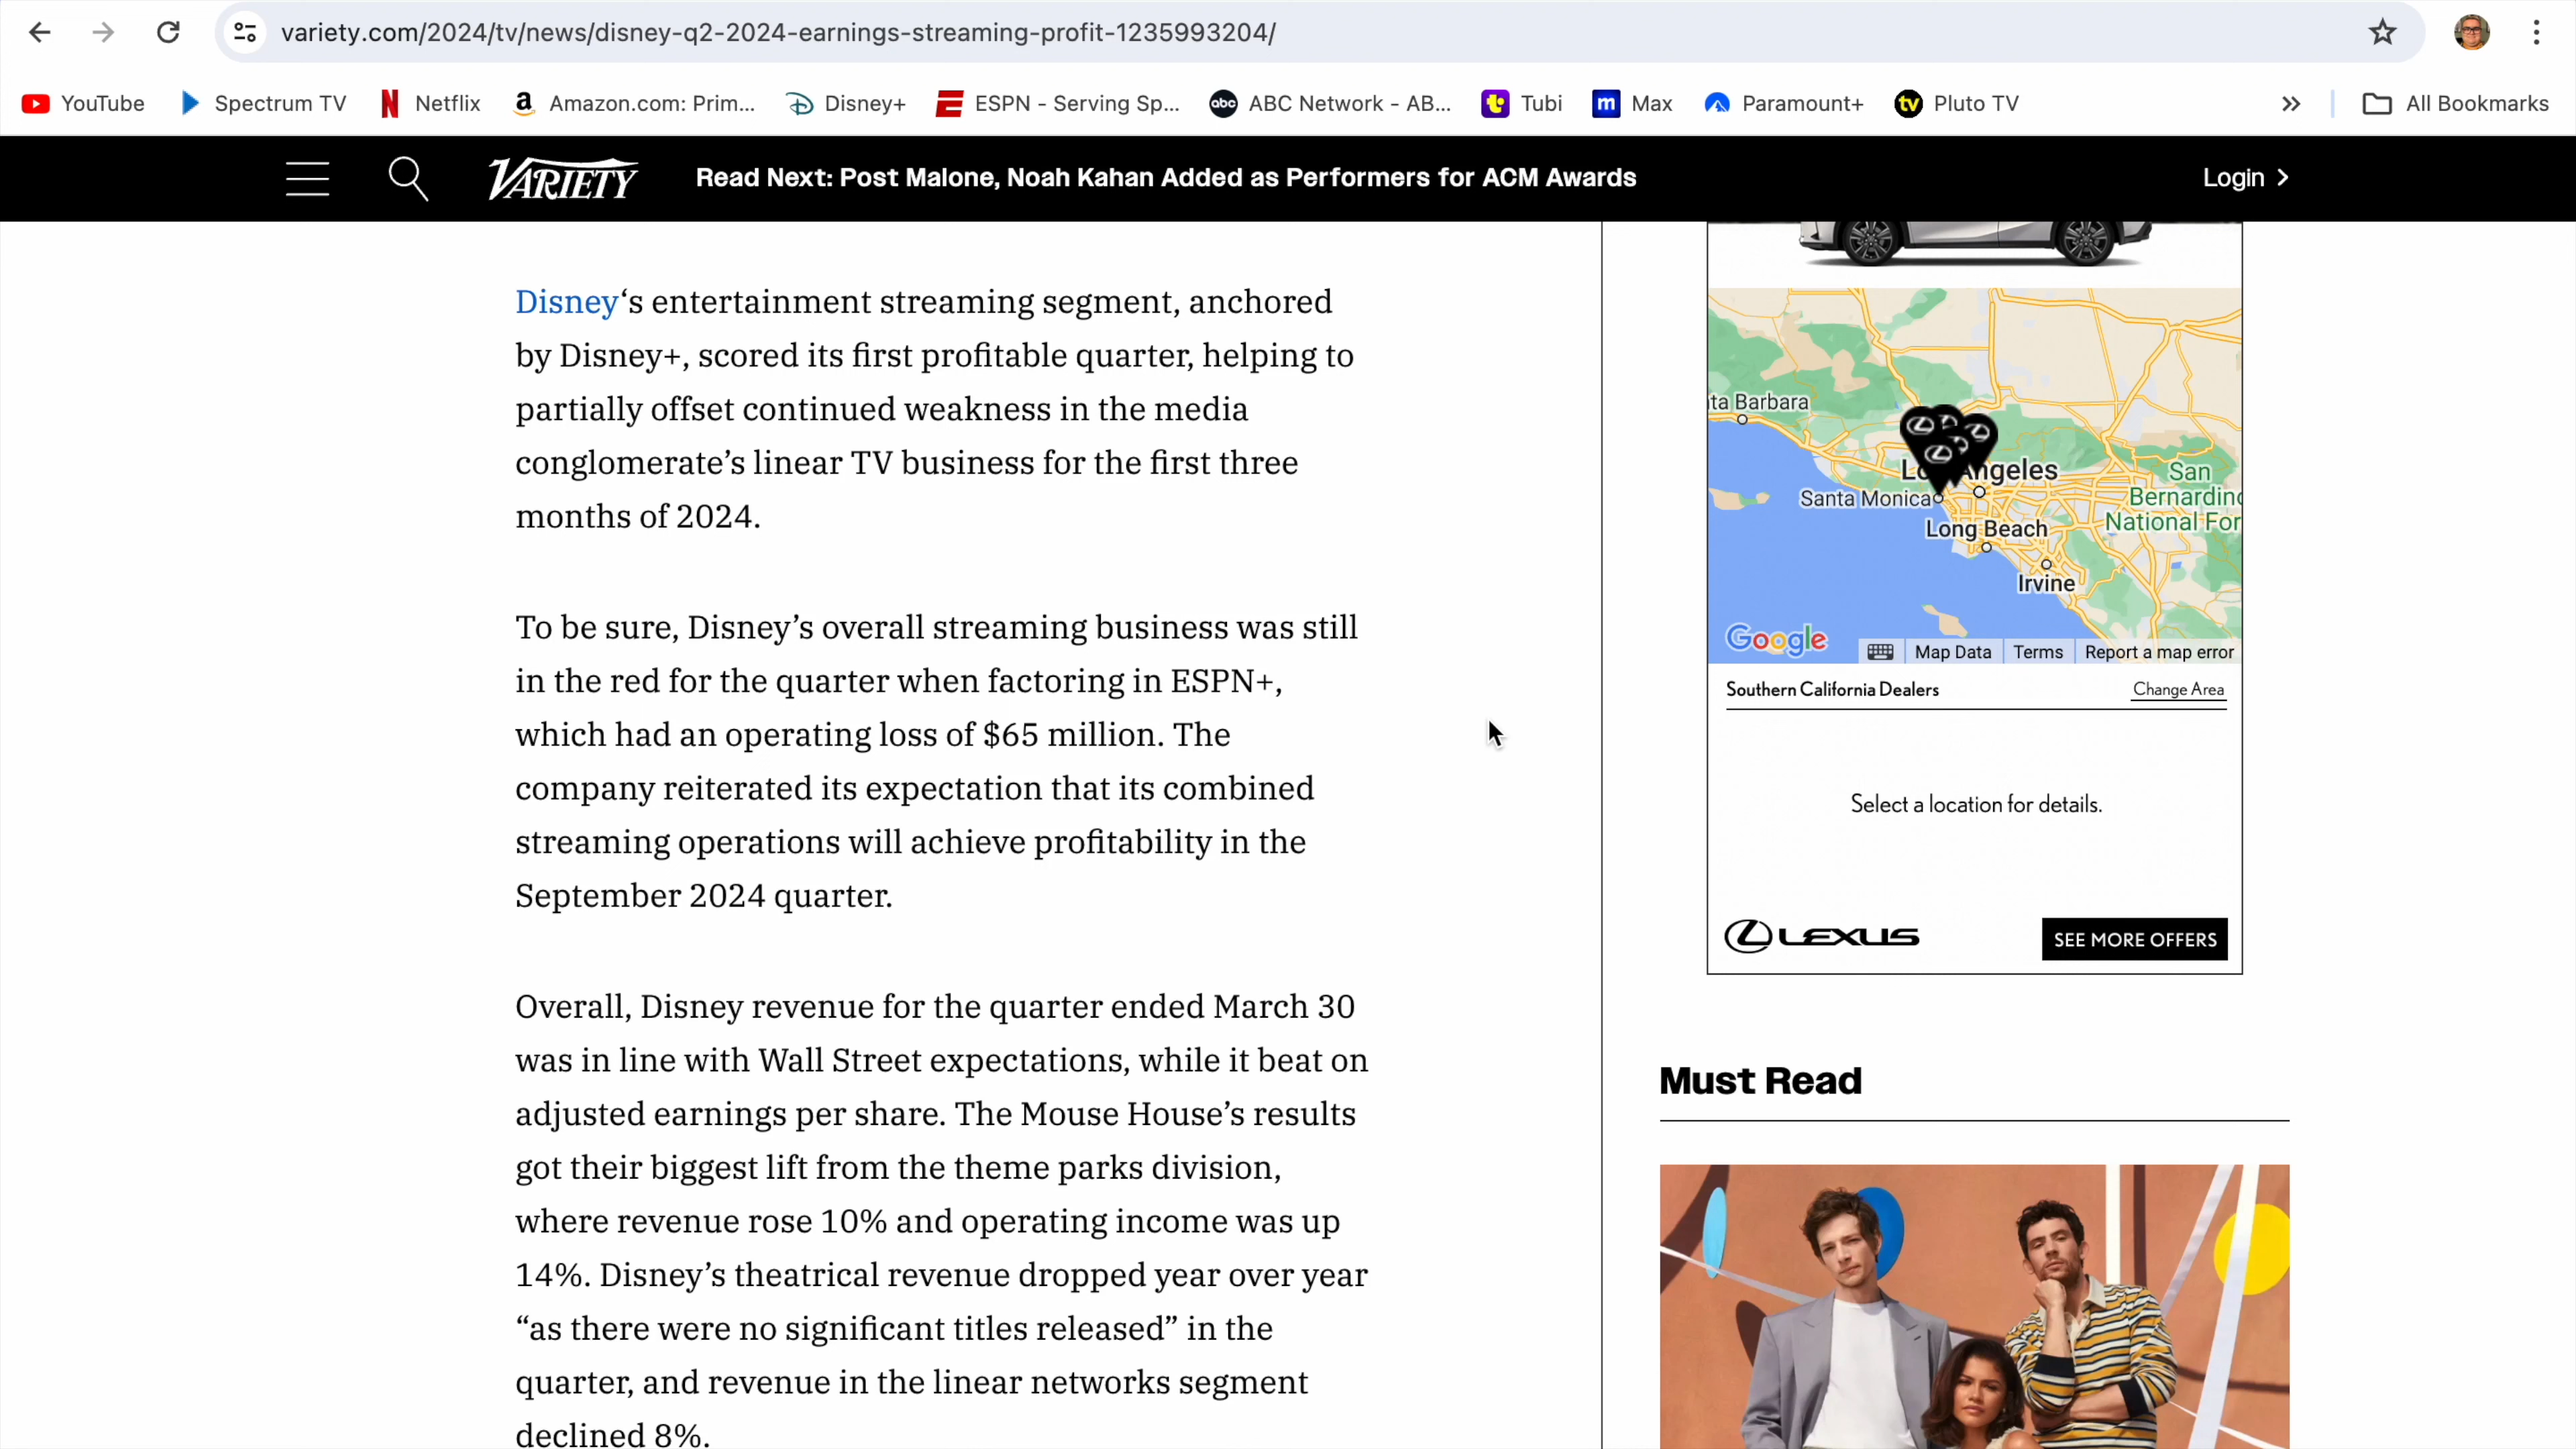 variety.com/2024/tv/news/disney-q2-2024-earnings-streaming-profit-1235993204/
YouTube
Spectrum TV
Netflix
Amazon.com: Prim...
Disney+
ESPN - Serving Sp...
ABC Network - AB...
Tubi
Max
Paramount+
Pluto TV
All Bookmarks
VARIETY
Read Next: Post Malone, Noah Kahan Added as Performers for ACM Awards
Login
Disney‘s entertainment streaming segment, anchored
by Disney+, scored its first profitable quarter, helping to
partially offset continued weakness in the media
conglomerate’s linear TV business for the first three
months of 2024.
To be sure, Disney’s overall streaming business was still
in the red for the quarter when factoring in ESPN+,
which had an operating loss of $65 million. The
company reiterated its expectation that its combined
streaming operations will achieve profitability in the
September 2024 quarter.
Overall, Disney revenue for the quarter ended March 30
was in line with Wall Street expectations, while it beat on
adjusted earnings per share. The Mouse House’s results
got their biggest lift from the theme parks division,
where revenue rose 10% and operating income was up
14%. Disney’s theatrical revenue dropped year over year
“as there were no significant titles released” in the
quarter, and revenue in the linear networks segment
declined 8%.
ta Barbara
Los Angeles
Santa Monica
San
Bernardino
National For
Long Beach
Irvine
Google
Map Data
Terms
Report a map error
Southern California Dealers
Change Area
Select a location for details.
LEXUS
SEE MORE OFFERS
Must Read